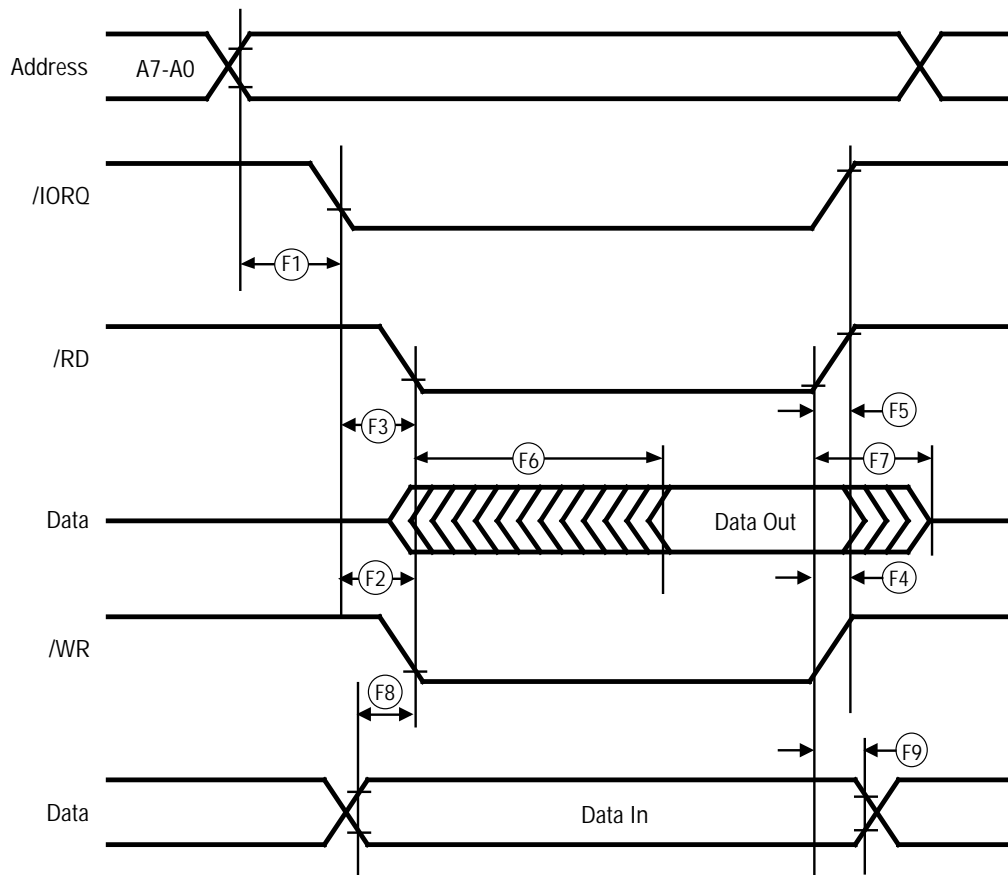 Address
A7-A0
/IORQ
F1
/RD
F3
F5
F6
F7
Data
Data Out
F2
F4
/WR
F8
F9
Data
Data In